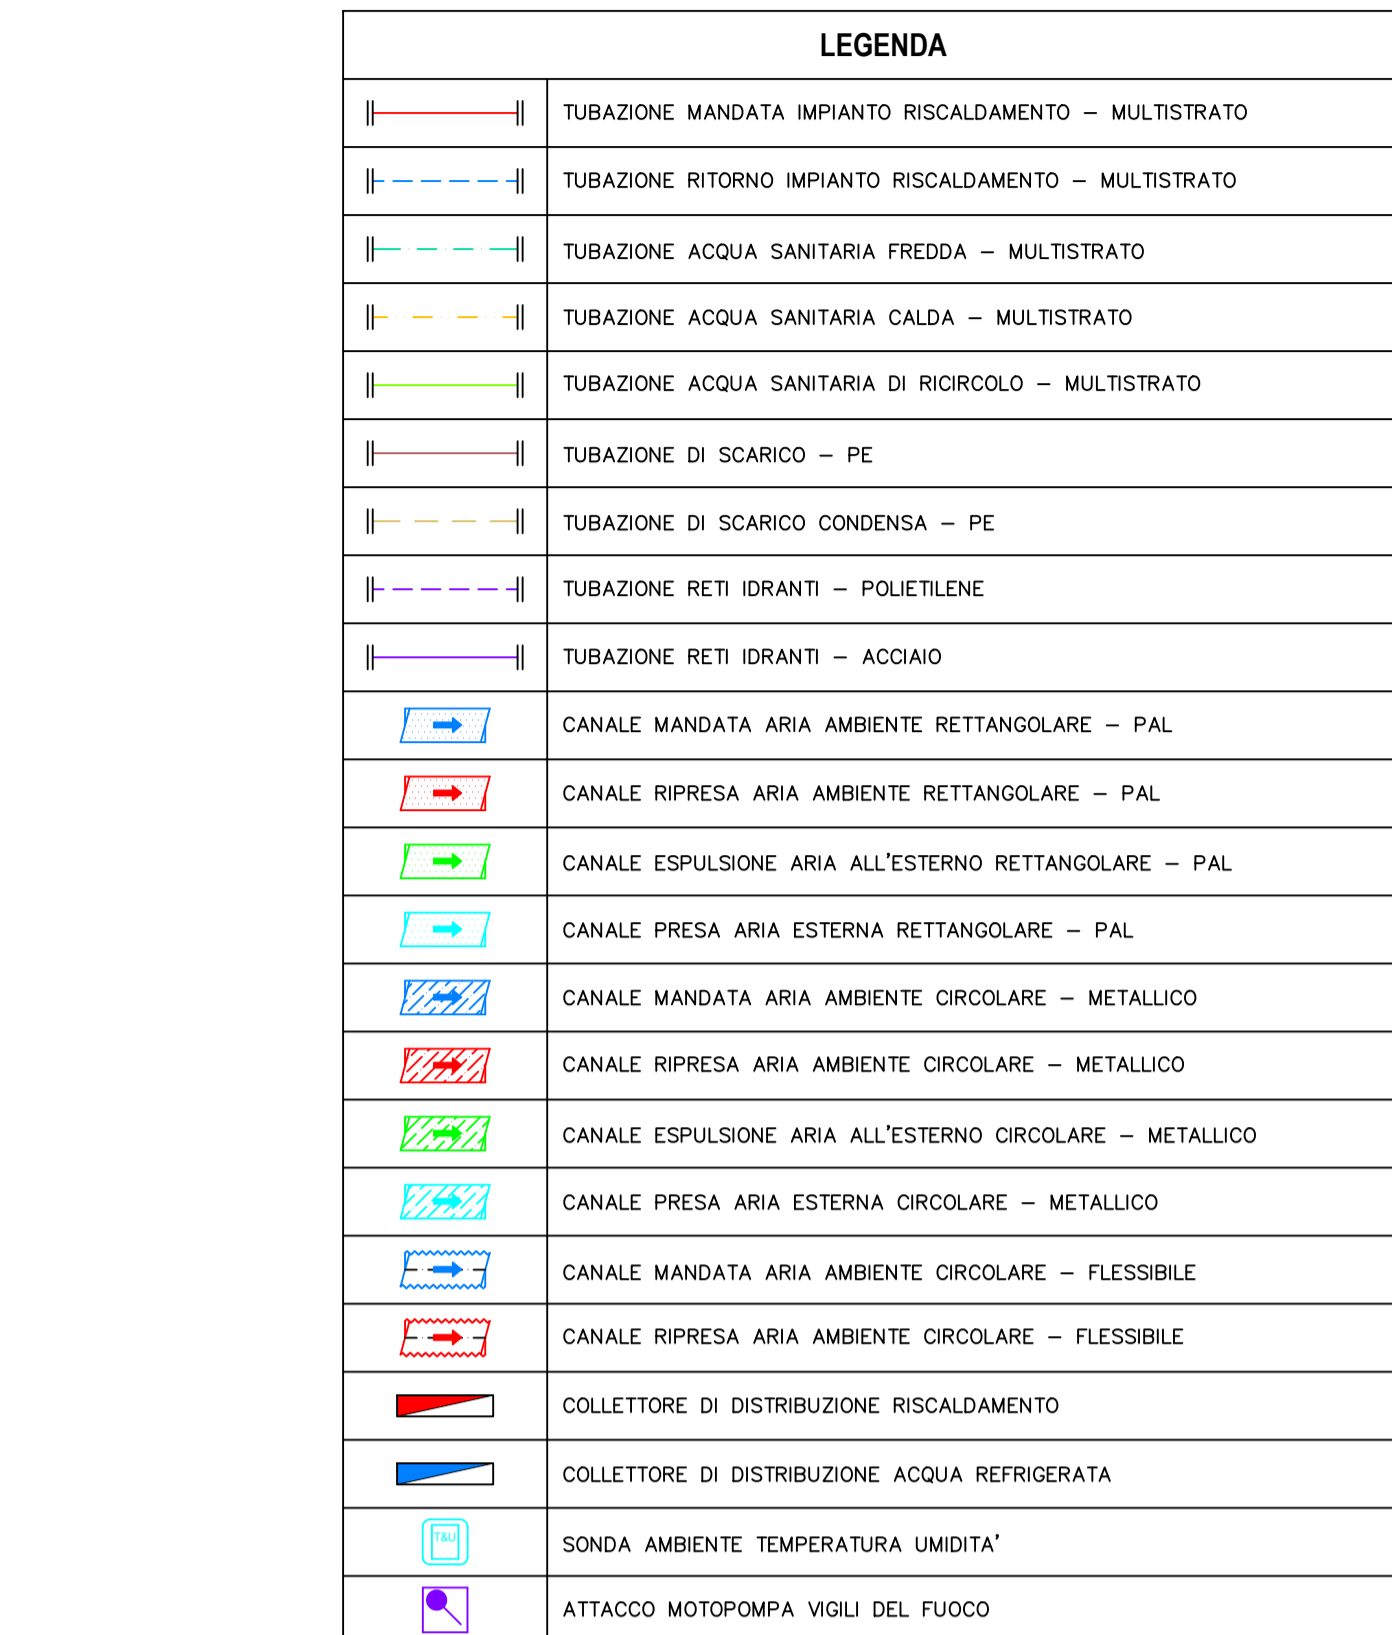 LEGENDA
TUBAZIONE MANDATA IMPIANTO RISCALDAMENTO – MULTISTRATO
TUBAZIONE RITORNO IMPIANTO RISCALDAMENTO – MULTISTRATO
TUBAZIONE ACQUA SANITARIA FREDDA – MULTISTRATO
TUBAZIONE ACQUA SANITARIA CALDA – MULTISTRATO
TUBAZIONE ACQUA SANITARIA DI RICIRCOLO – MULTISTRATO
TUBAZIONE DI SCARICO – PE
TUBAZIONE DI SCARICO CONDENSA – PE
TUBAZIONE RETI IDRANTI – POLIETILENE
TUBAZIONE RETI IDRANTI – ACCIAIO
CANALE MANDATA ARIA AMBIENTE RETTANGOLARE – PAL
CANALE RIPRESA ARIA AMBIENTE RETTANGOLARE – PAL
CANALE ESPULSIONE ARIA ALL'ESTERNO RETTANGOLARE – PAL
CANALE PRESA ARIA ESTERNA RETTANGOLARE – PAL
CANALE MANDATA ARIA AMBIENTE CIRCOLARE – METALLICO
CANALE RIPRESA ARIA AMBIENTE CIRCOLARE – METALLICO
CANALE ESPULSIONE ARIA ALL'ESTERNO CIRCOLARE – METALLICO
CANALE PRESA ARIA ESTERNA CIRCOLARE – METALLICO
CANALE MANDATA ARIA AMBIENTE CIRCOLARE – FLESSIBILE
CANALE RIPRESA ARIA AMBIENTE CIRCOLARE – FLESSIBILE
COLLETTORE DI DISTRIBUZIONE RISCALDAMENTO
COLLETTORE DI DISTRIBUZIONE ACQUA REFRIGERATA
T&U SONDA AMBIENTE TEMPERATURA UMIDITA'
ATTACCO MOTOPOMPA VIGILI DEL FUOCO